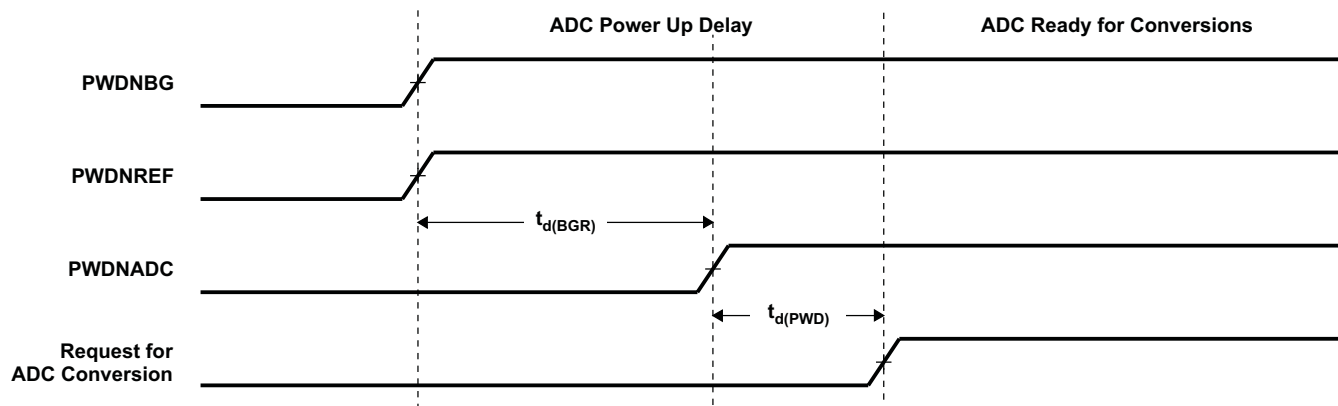 ADC Power Up Delay
ADC Ready for Conversions
PWDNBG
PWDNREF
td(BGR)
PWDNADC
td(PWD)
Request for
ADC Conversion